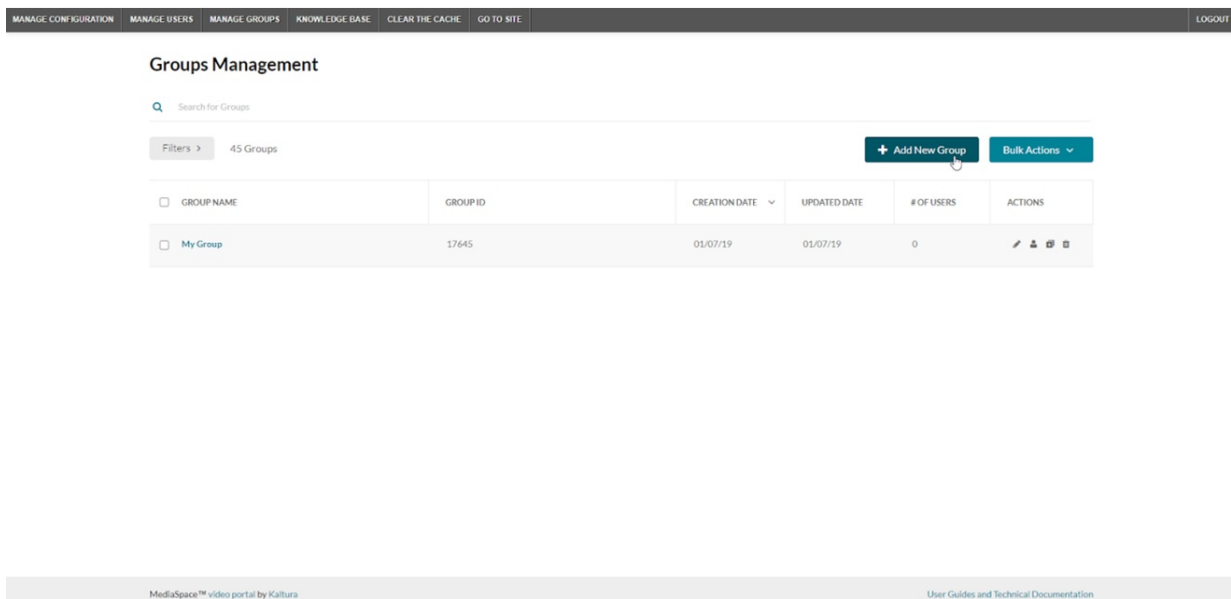 MANAGE CONFIGURATION MANAGE USERS MANAGE GROUPS KNOWLEDGE BASE CLEAR THE CACHE GO TO SITE LOGOUT
Groups Management
Search for Groups
Filters > 45 Groups + Add New Group Bulk Actions
GROUP NAME GROUP ID CREATION DATE UPDATED DATE # OF USERS ACTIONS
My Group 17645 01/07/19 01/07/19 0
MediaSpace™ video portal by Kaltura User Guides and Technical Documentation